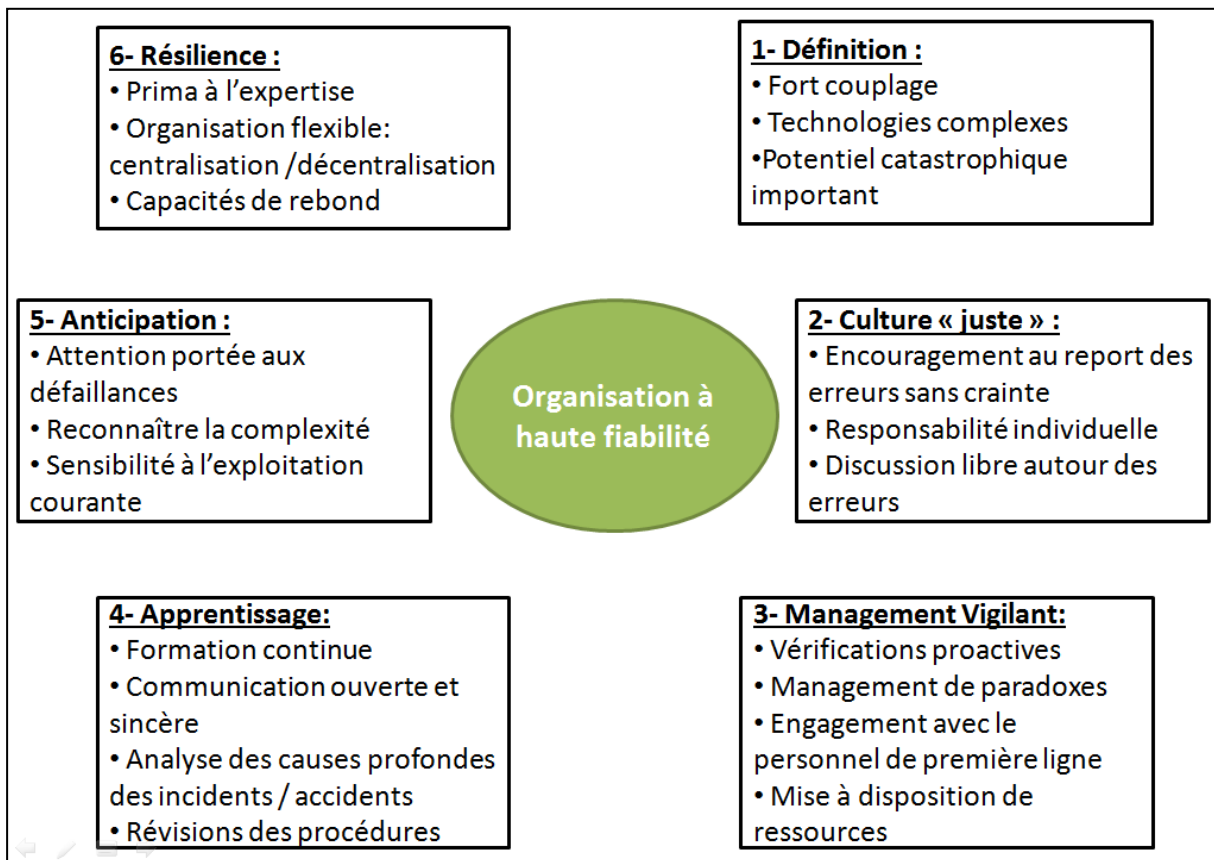 6- Résilience :
• Prima à l’expertise
• Organisation flexible:
centralisation /décentralisation
• Capacités de rebond
1- Définition :
• Fort couplage
• Technologies complexes
•Potentiel catastrophique
important
5- Anticipation :
• Attention portée aux
défaillances
• Reconnaître la complexité
• Sensibilité à l’exploitation
courante
Organisation à
haute fiabilité
2- Culture « juste » :
• Encouragement au report des
erreurs sans crainte
• Responsabilité individuelle
• Discussion libre autour des
erreurs
4- Apprentissage:
• Formation continue
• Communication ouverte et
sincère
• Analyse des causes profondes
des incidents / accidents
• Révisions des procédures
3- Management Vigilant:
• Vérifications proactives
• Management de paradoxes
• Engagement avec le
personnel de première ligne
• Mise à disposition de
ressources